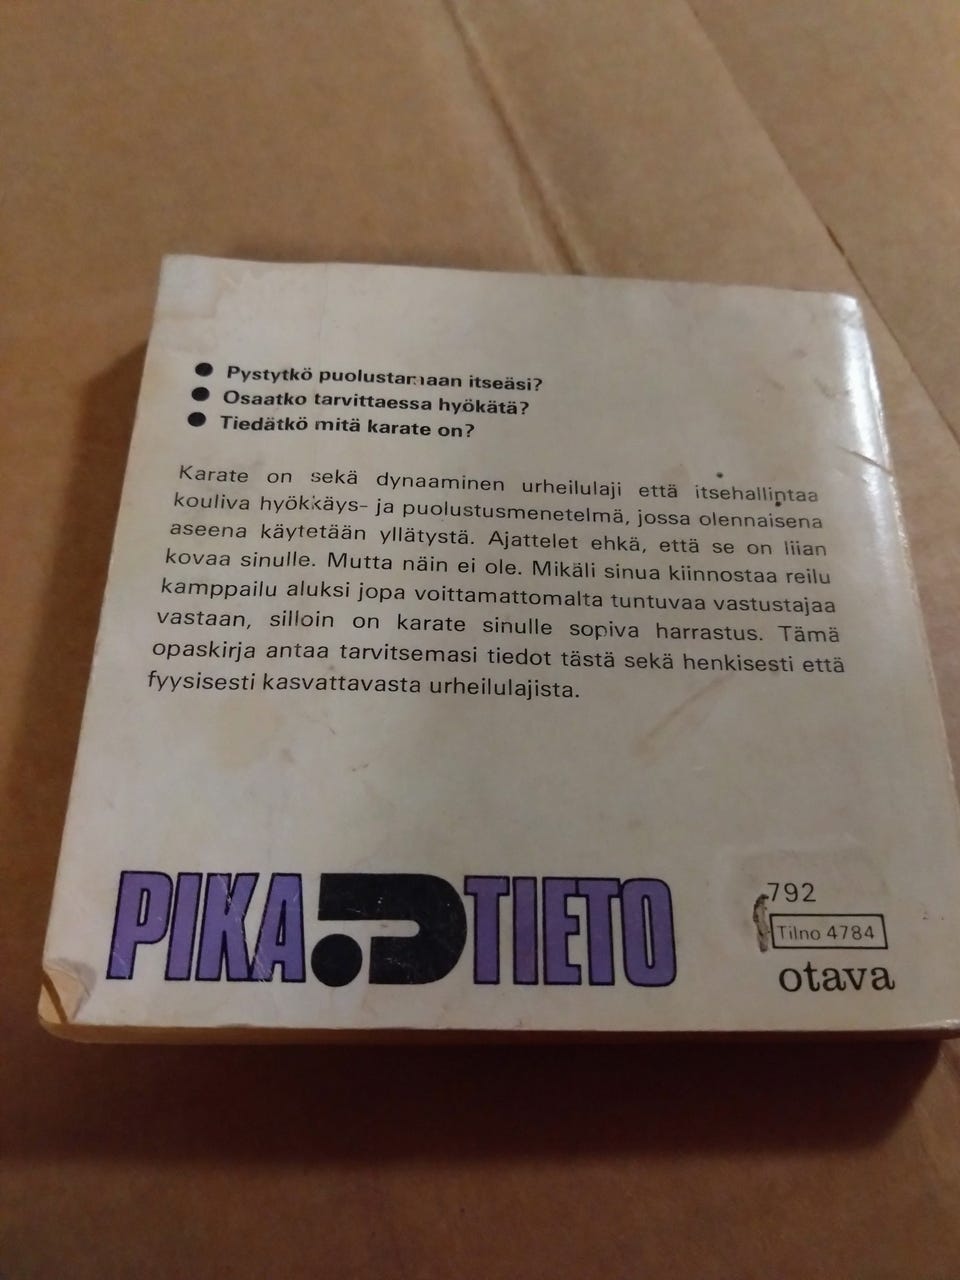 ● Pystytkö puolustamaan itseäsi?
● Osaatko tarvittaessa hyökätä?
● Tiedätkö mitä karate on?
Karate on sekä dynaaminen urheilulaji että itsehallintaa
kouliva hyökkäys- ja puolustusmenetelmä, jossa olennaisena
aseena käytetään yllätystä. Ajattelet ehkä, että se on liian
kovaa sinulle. Mutta näin ei ole. Mikäli sinua kiinnostaa reilu
kamppailu aluksi jopa voittamattomalta tuntuvaa vastustajaa
vastaan, silloin on karate sinulle sopiva harrastus. Tämä
opaskirja antaa tarvitsemasi tiedot tästä sekä henkisesti että
fyysisesti kasvattavasta urheilulajista.
PIKA TIETO
792
Tilno 4784
otava